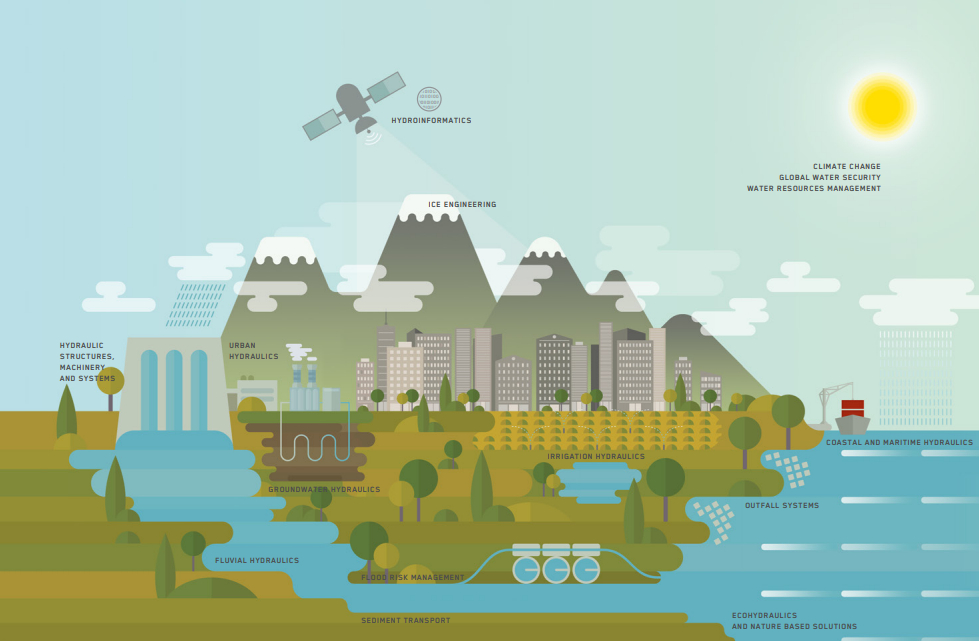 HYDROINFORMATICS
CLIMATE CHANGE
GLOBAL WATER SECURITY
WATER RESOURCES MANAGEMENT
ICE ENGINEERING
HYDRAULIC
STRUCTURES,
MACHINERY
AND SYSTEMS
URBAN
HYDRAULICS
COASTAL AND MARITIME HYDRAULICS
IRRIGATION HYDRAULICS
GROUNDWATER HYDRAULICS
OUTFALL SYSTEMS
FLUVIAL HYDRAULICS
FLOOD RISK MANAGEMENT
SEDIMENT TRANSPORT
ECOHYDRAULICS
AND NATURE BASED SOLUTIONS